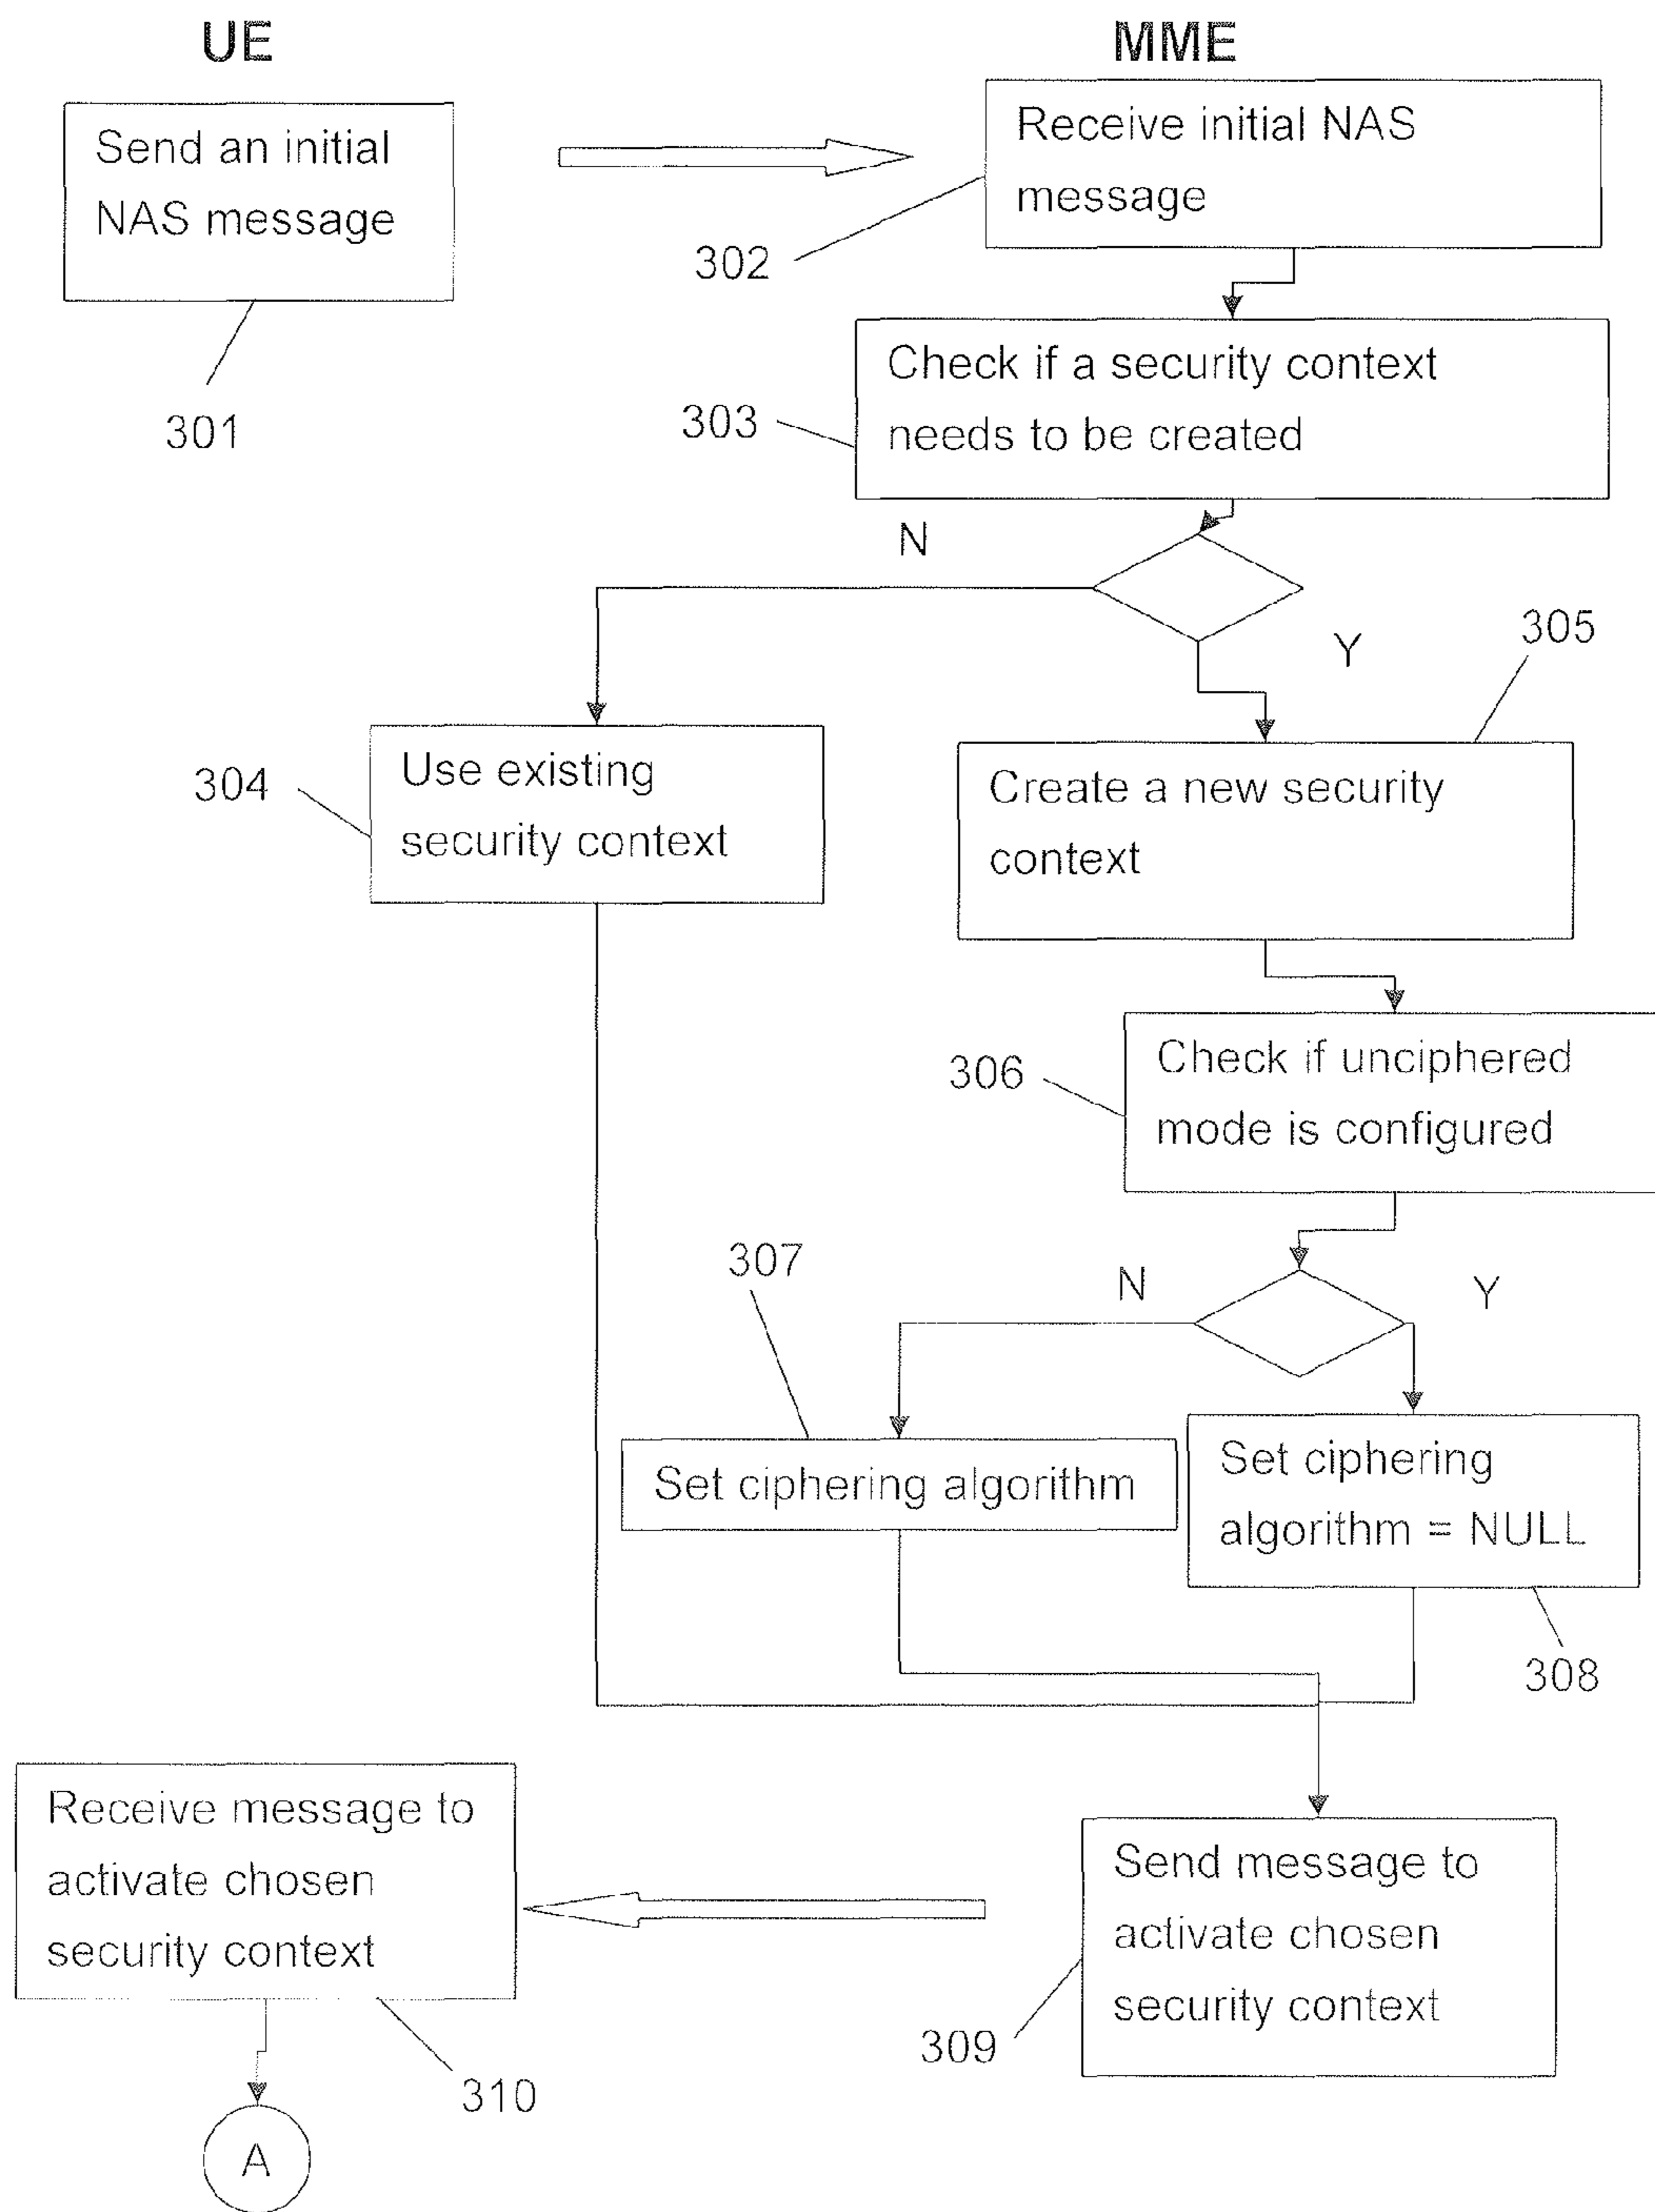 UE
MME
Send an initial
NAS message
Receive initial NAS
message
302
301
Check if a security context
needs to be created
303
N
Y
305
304
Use existing
security context
Create a new security
context
306
Check if unciphered
mode is configured
307
N
Y
Set ciphering algorithm
Set ciphering
algorithm = NULL
308
Receive message to
activate chosen
security context
Send message to
activate chosen
security context
309
310
A